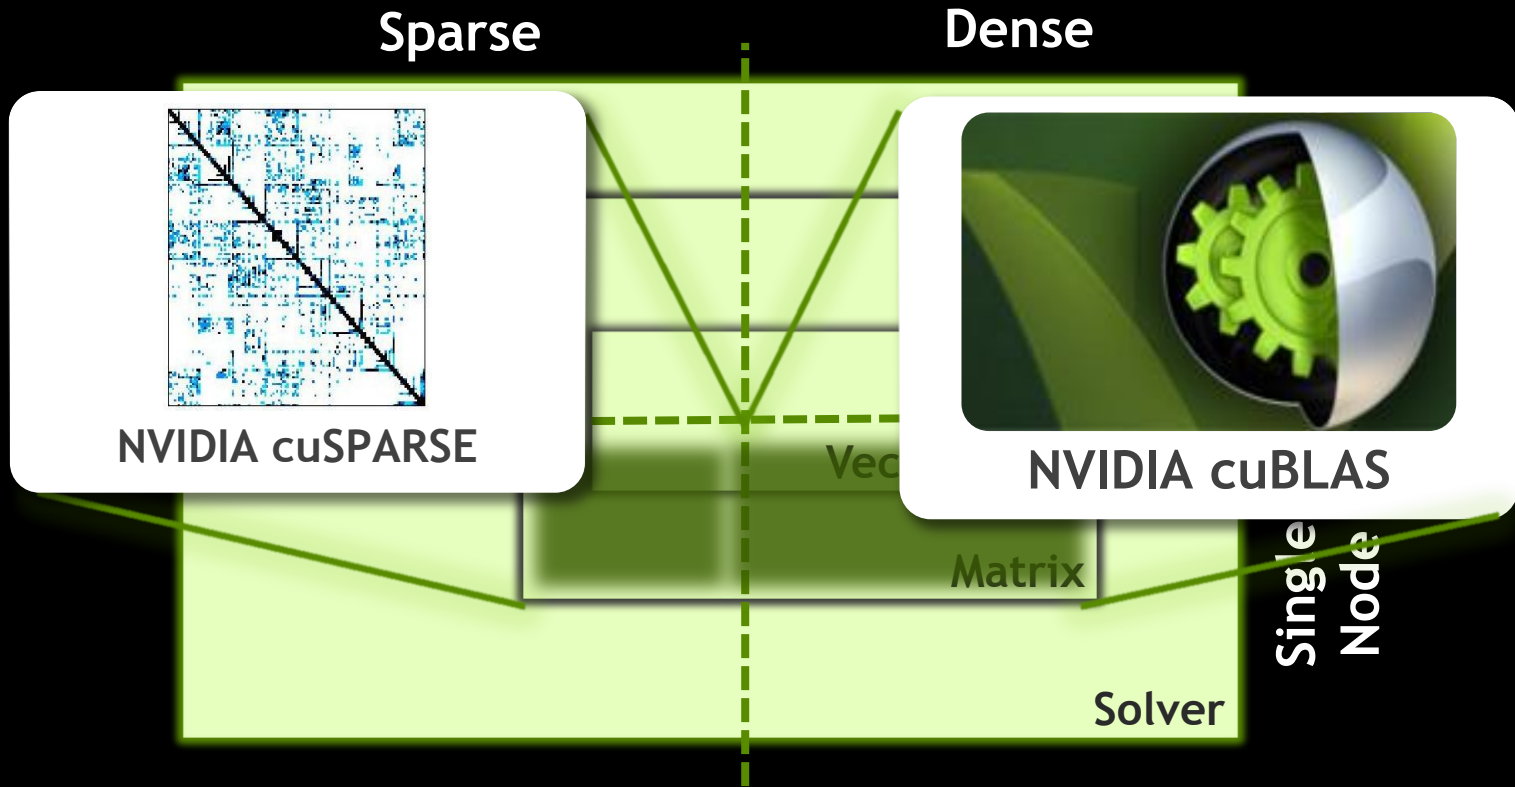 Sparse
Dense
NVIDIA cuSPARSE
NVIDIA cuBLAS
Matrix
Single
Node
Solver